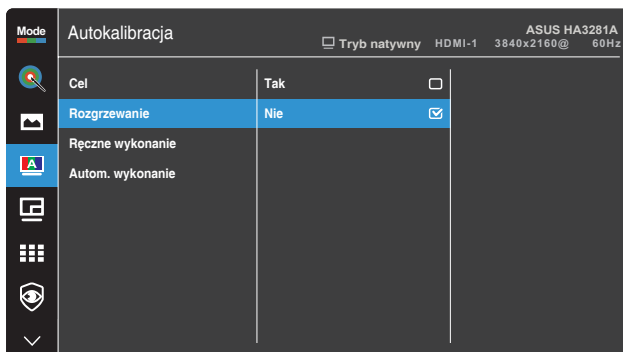 Mode
Autokalibracja
ASUS HA3281A
Tryb natywny HDMI-1 3840x2160@ 60Hz
Cel Tak
Rozgrzewanie Nie
Ręczne wykonanie
Autom. wykonanie
A